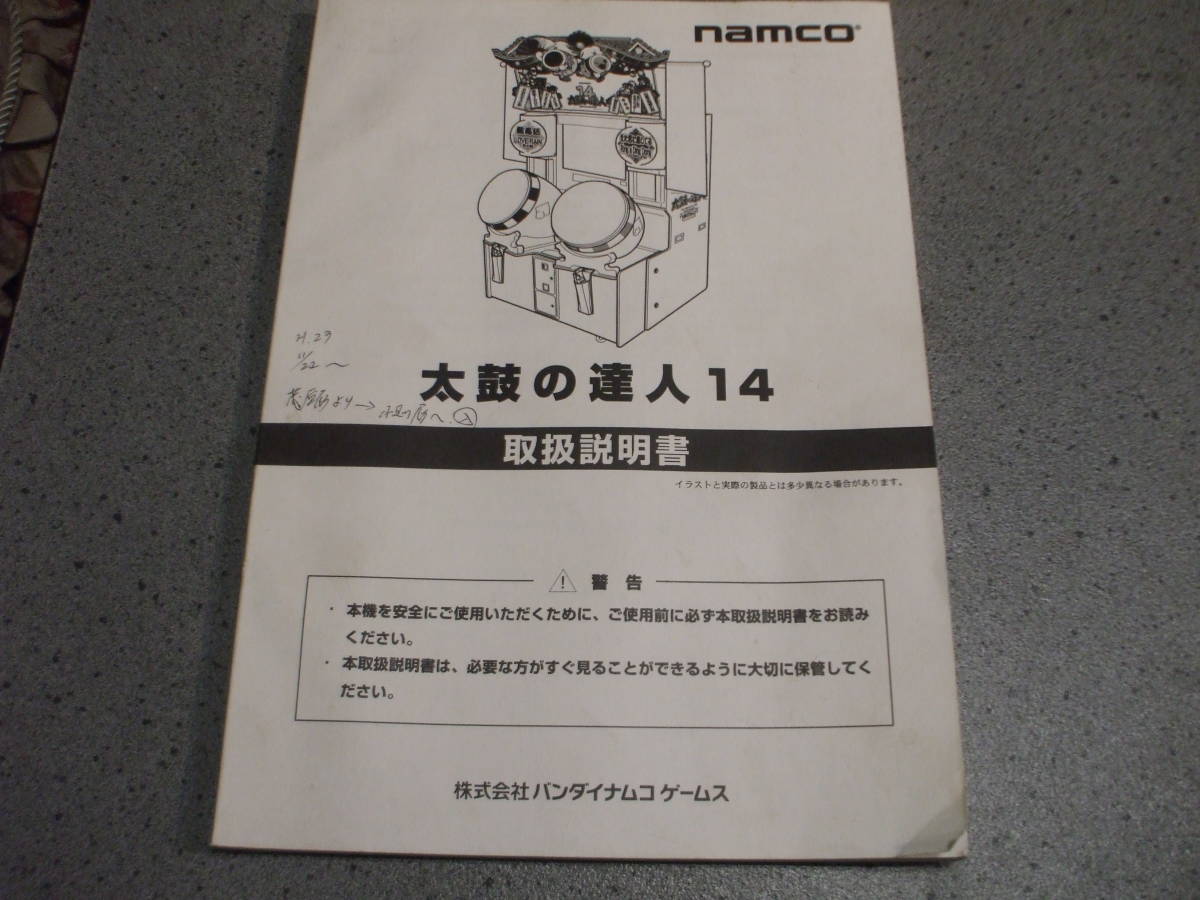 namco
14
H.23
11/22 〜
太鼓の達人14
より→
取扱説明書
イラストと実際の製品とは多少異なる場合があります。
警告
・ 本機を安全にご使用いただくために、ご使用前に必ず本取扱説明書をお読み
ください。
・ 本取扱説明書は、必要な方がすぐ見ることができるように大切に保管してく
ださい。
株式会社 バンダイナムコ ゲームス